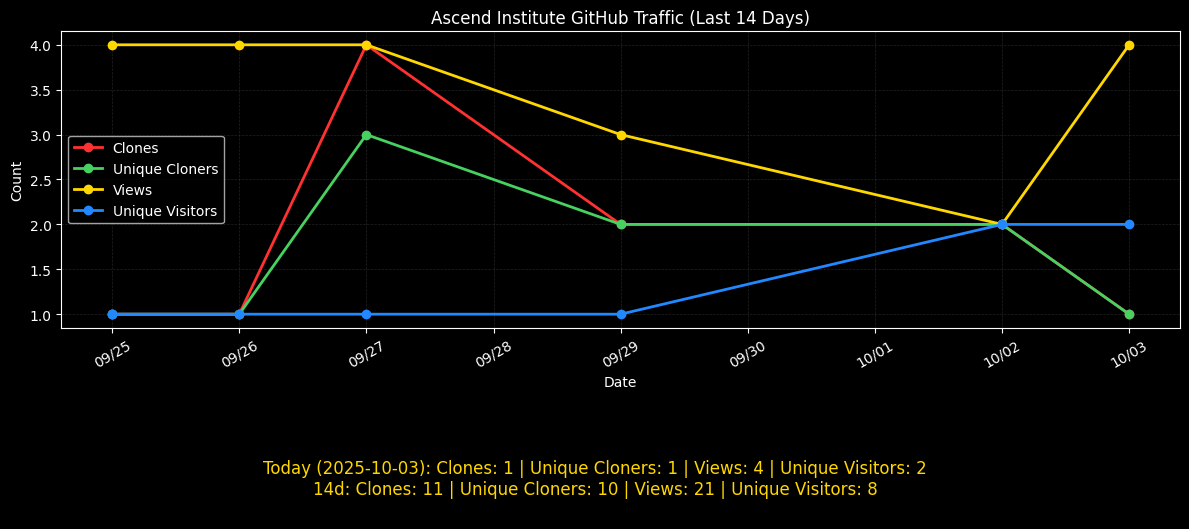 Ascend Institute GitHub Traffic (Last 14 Days)
4.0
3.5
3.0
2.5
2.0
1.5
1.0
Count
Clones
Unique Cloners
Views
Unique Visitors
09/25
09/26
09/27
09/28
09/29
09/30
10/01
10/02
10/03
Date
Today (2025-10-03): Clones: 1 | Unique Cloners: 1 | Views: 4 | Unique Visitors: 2
14d: Clones: 11 | Unique Cloners: 10 | Views: 21 | Unique Visitors: 8